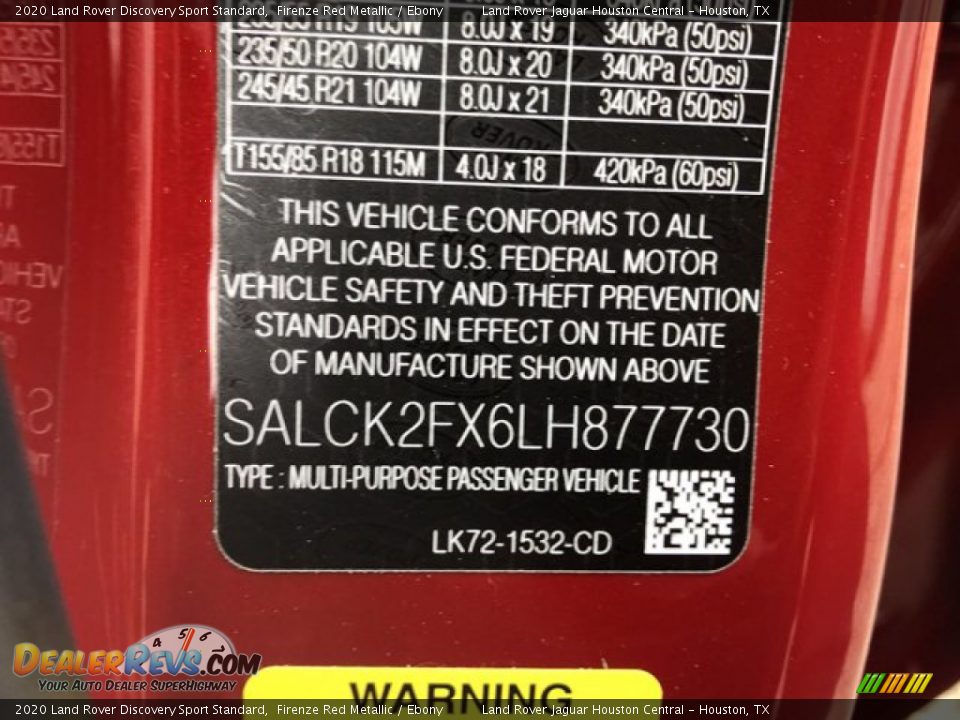 2020 Land Rover Discovery Sport Standard, Firenze Red Metallic / Ebony Land Rover Jaguar Houston Central - Houston, TX
8.0J x 19 340kPa (50psi)
235/50 R20 104W 8.0J x 20 340kPa (50psi)
245/45 R21 104W 8.0J x 21 340kPa (50psi)
T155/85 R18 115M 4.0J x 18 420kPa (60psi)
THIS VEHICLE CONFORMS TO ALL
APPLICABLE U.S. FEDERAL MOTOR
VEHICLE SAFETY AND THEFT PREVENTION
STANDARDS IN EFFECT ON THE DATE
OF MANUFACTURE SHOWN ABOVE
SALCK2FX6LH877730
TYPE : MULTI-PURPOSE PASSENGER VEHICLE
LK72-1532-CD
4 5 6
DEALERREVS.COM
YOUR AUTO DEALER SUPERHIGHWAY
WARNING
2020 Land Rover Discovery Sport Standard, Firenze Red Metallic / Ebony Land Rover Jaguar Houston Central - Houston, TX